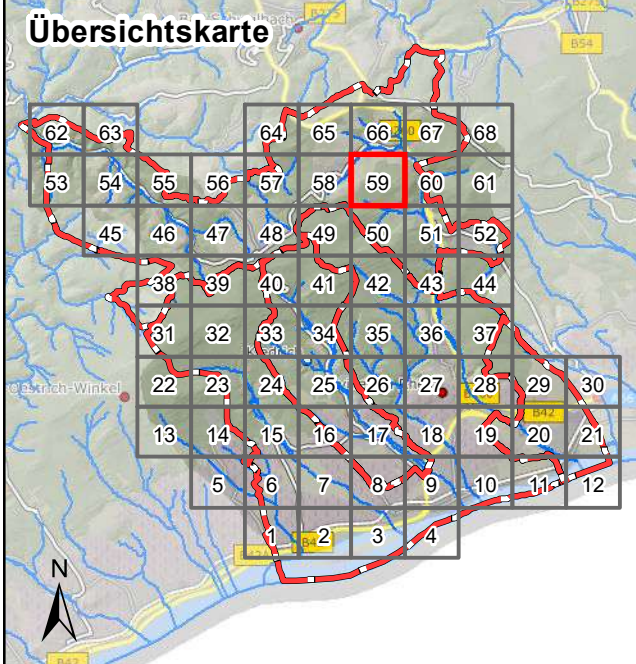 Übersichtskarte
B275
B54
62 63 64 65 66 67 68
53 54 55 56 57 58 59 60 61
45 46 47 48 49 50 51 52
38 39 40 41 42 43 44
31 32 33 34 35 36 37
Oestrich-Winkel
22 23 24 25 26 27 28 29 30
B42
13 14 15 16 17 18 19 20 21
5 6 7 8 9 10 11 12
1 2 3 4
N
B42